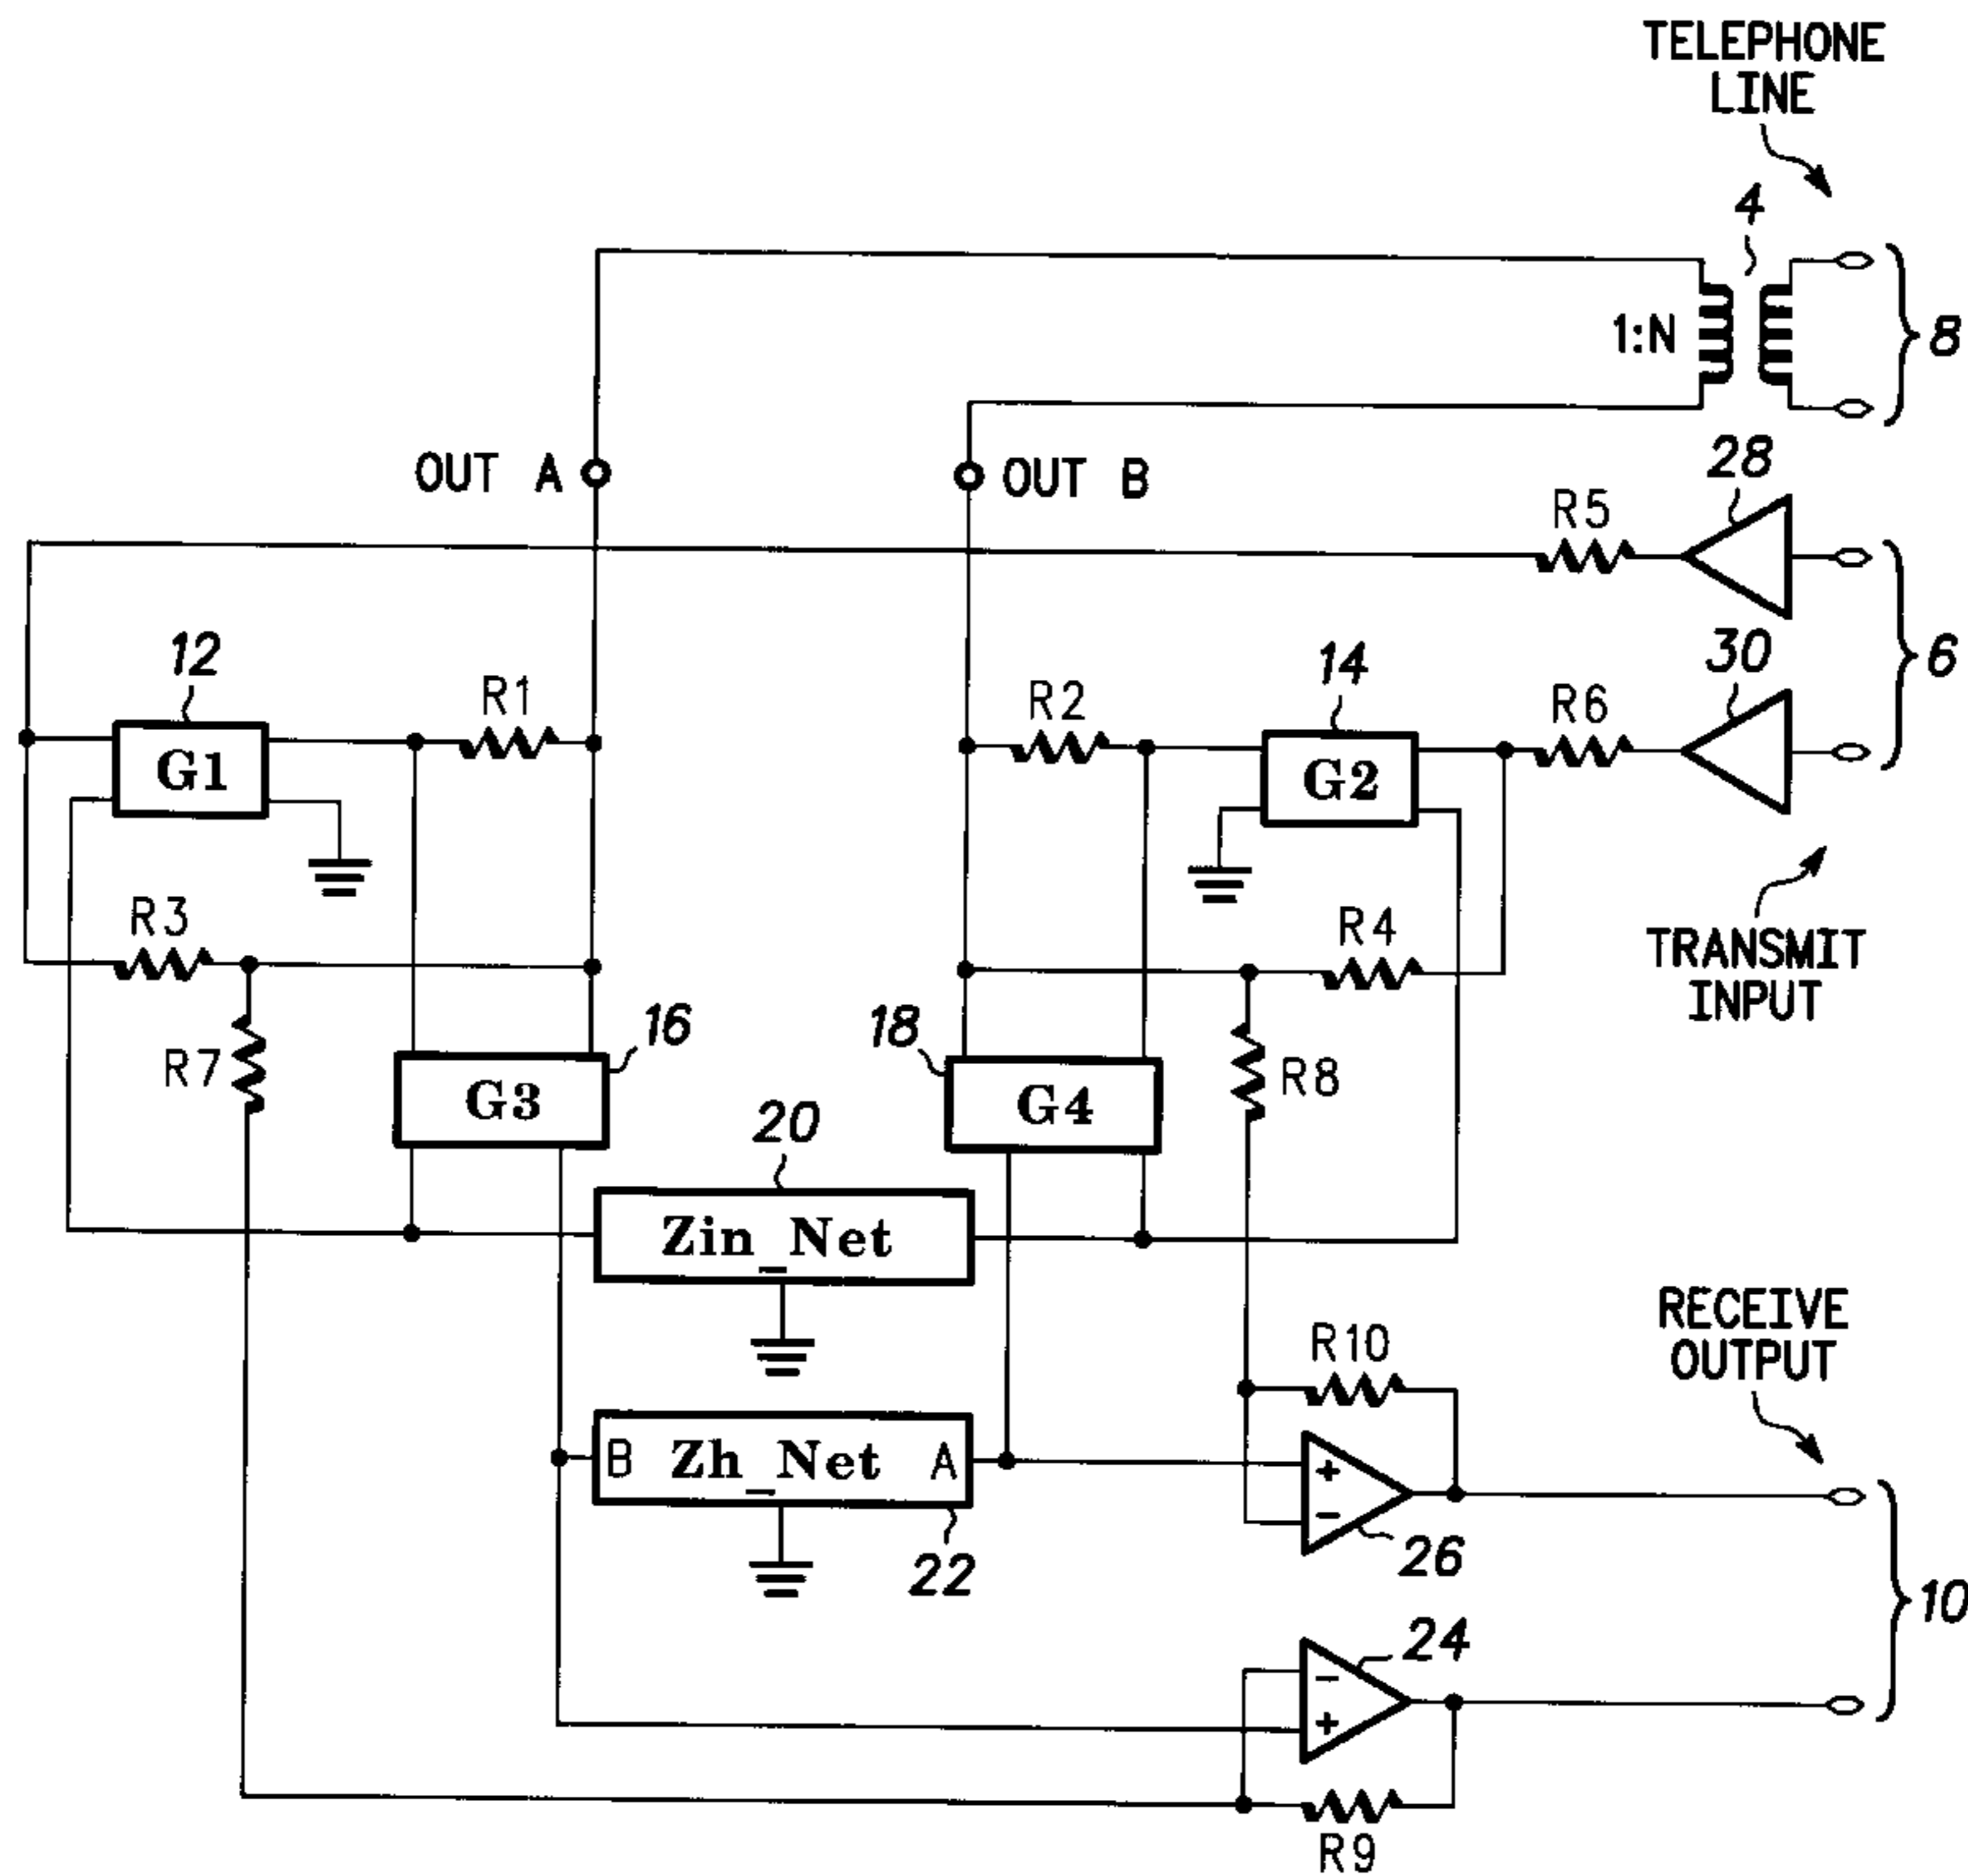 TELEPHONE
LINE
4
1:N
8
OUT A
OUT B
28
R5
12
R1
R2
14
R6
30
6
G1
G2
R3
R4
TRANSMIT
INPUT
R7
16
18
G3
G4
R8
20
Zin_Net
RECEIVE
OUTPUT
R10
B Zh_Net A
+
-
22
26
10
24
-
+
R9